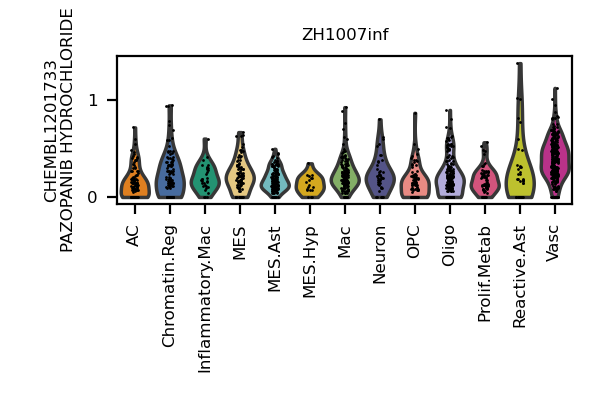 ZH1007inf
CHEMBL1201733
PAZOPANIB HYDROCHLORIDE
1
0
AC
Chromatin.Reg
Inflammatory.Mac
MES
MES.Ast
MES.Hyp
Mac
Neuron
OPC
Oligo
Prolif.Metab
Reactive.Ast
Vasc